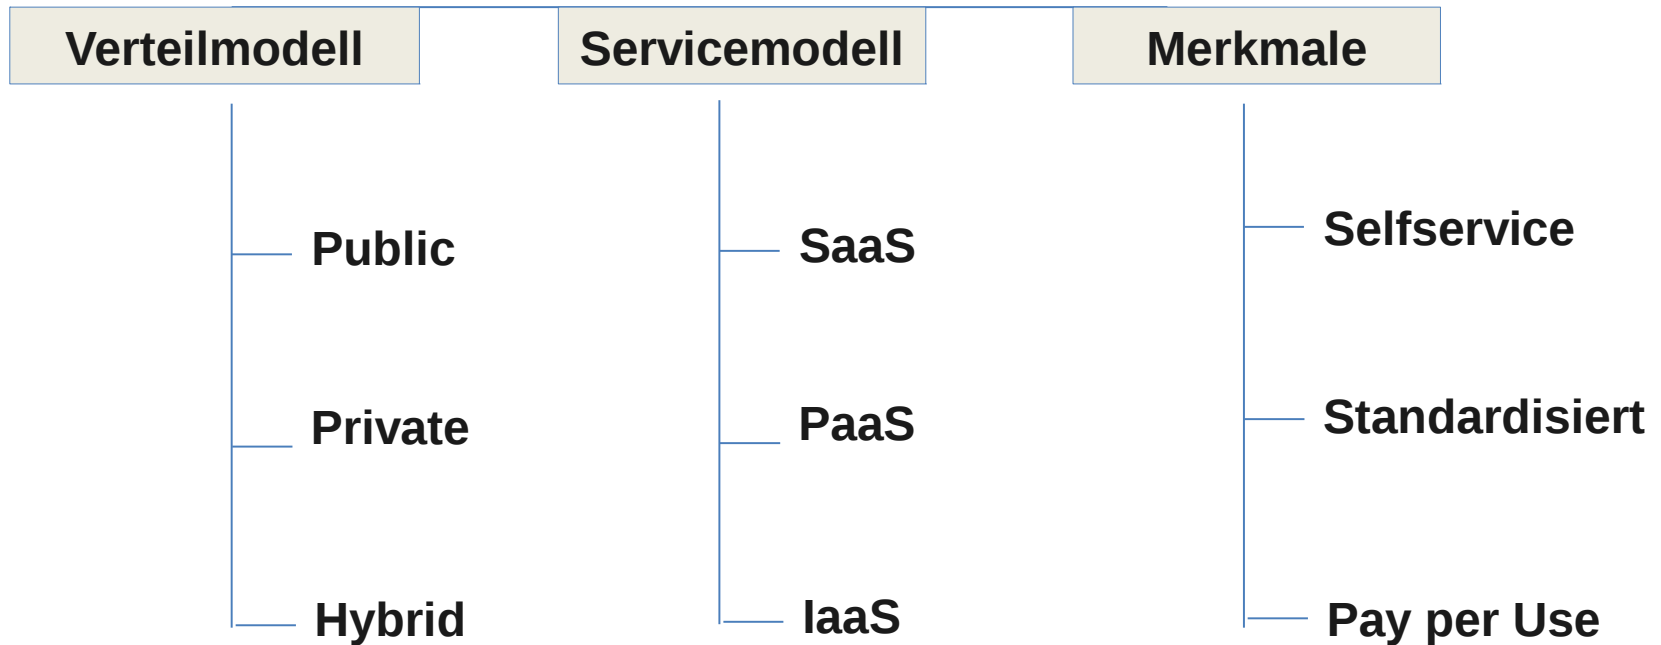 Verteilmodell
Public
Private
Hybrid
Servicemodell
SaaS
PaaS
IaaS
Merkmale
Selfservice
Standardisiert
Pay per Use